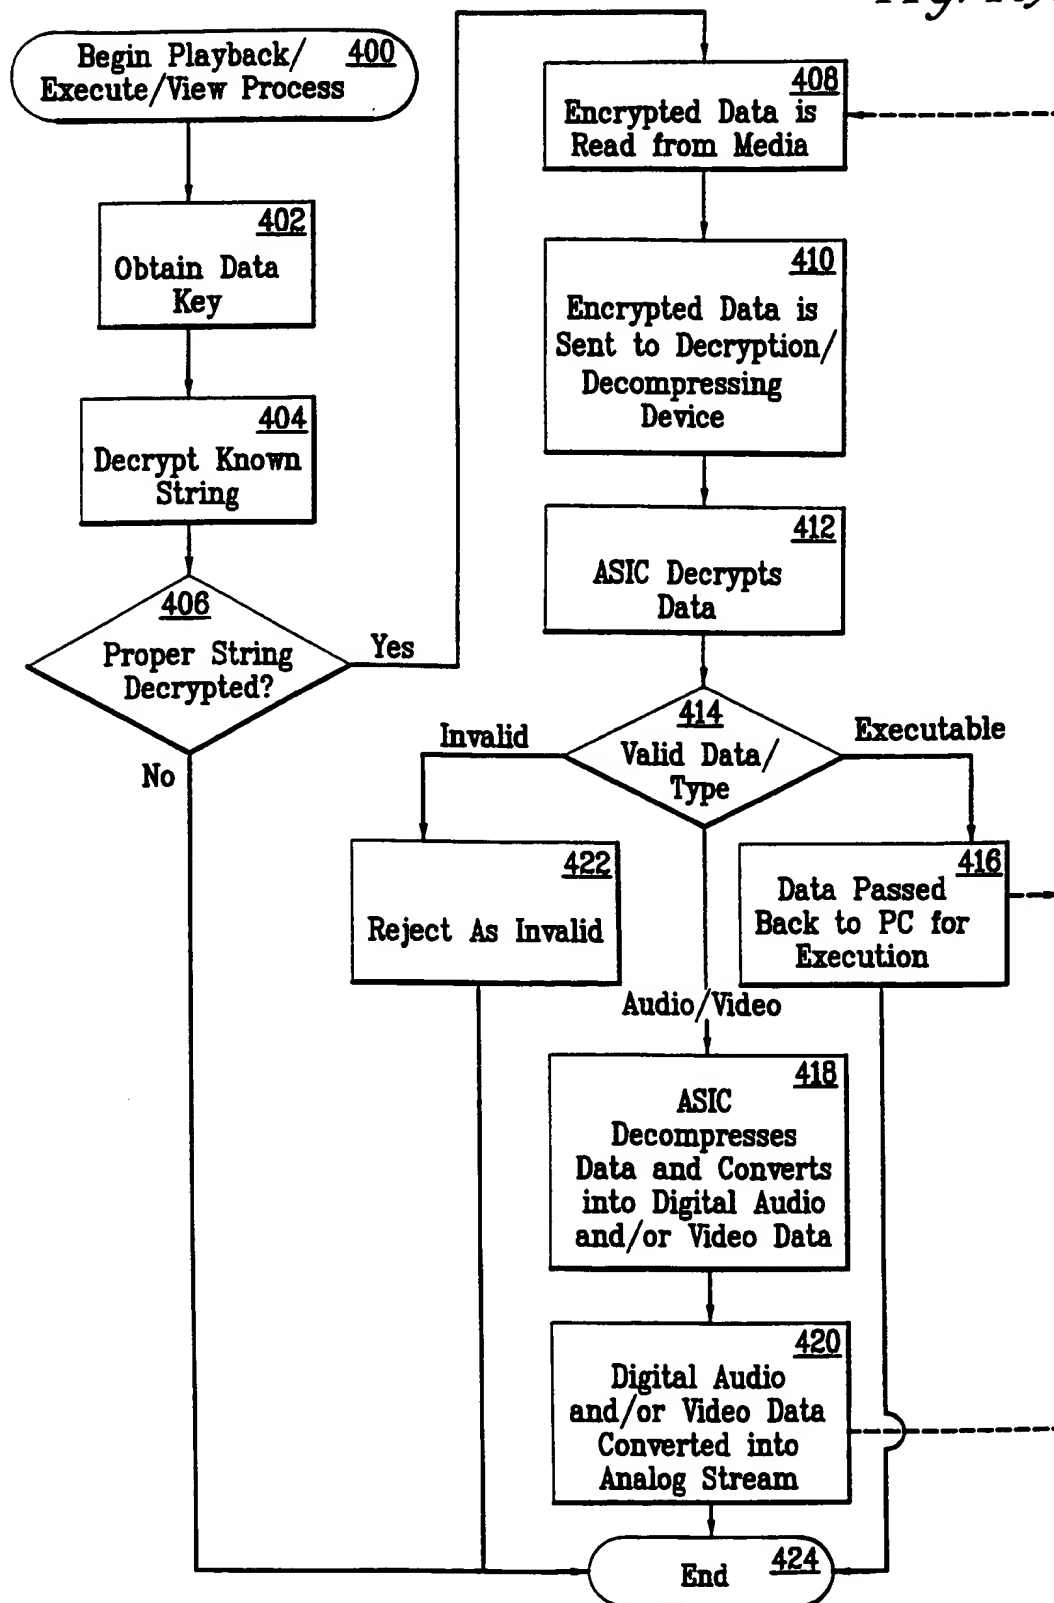 Begin Playback/ 400
Execute/View Process
402
Obtain Data
Key
404
Decrypt Known
String
406
Proper String
Decrypted?
Yes
No
408
Encrypted Data is
Read from Media
410
Encrypted Data is
Sent to Decryption/
Decompressing
Device
412
ASIC Decrypts
Data
414
Valid Data/
Type
Invalid
Executable
422
Reject As Invalid
416
Data Passed
Back to PC for
Execution
Audio/Video
418
ASIC
Decompresses
Data and Converts
into Digital Audio
and/or Video Data
420
Digital Audio
and/or Video Data
Converted into
Analog Stream
End 424